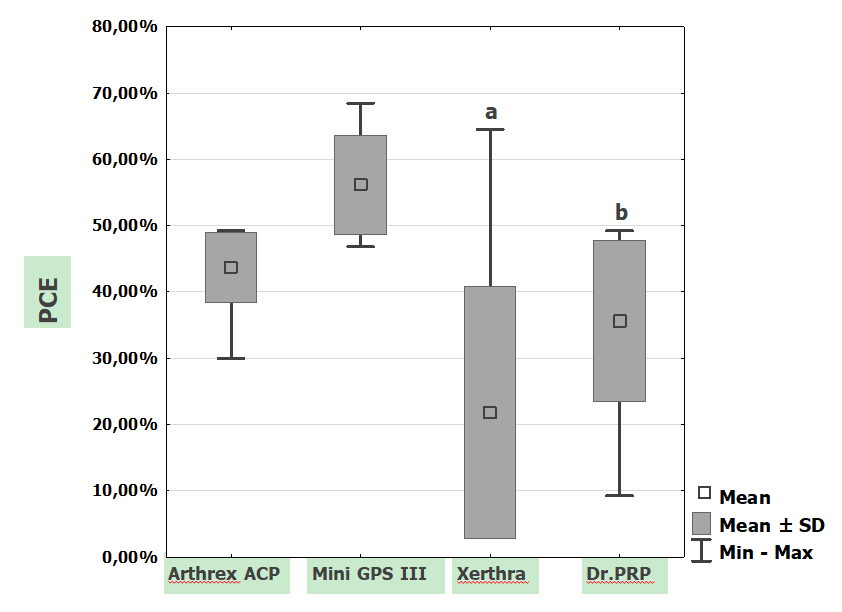 80,00%
70,00%
60,00%
50,00%
40,00%
30,00%
20,00%
10,00%
0,00%
PCE
a
b
Arthrex ACP
Mini GPS III
Xerthra
Dr.PRP
Mean
Mean ± SD
Min - Max